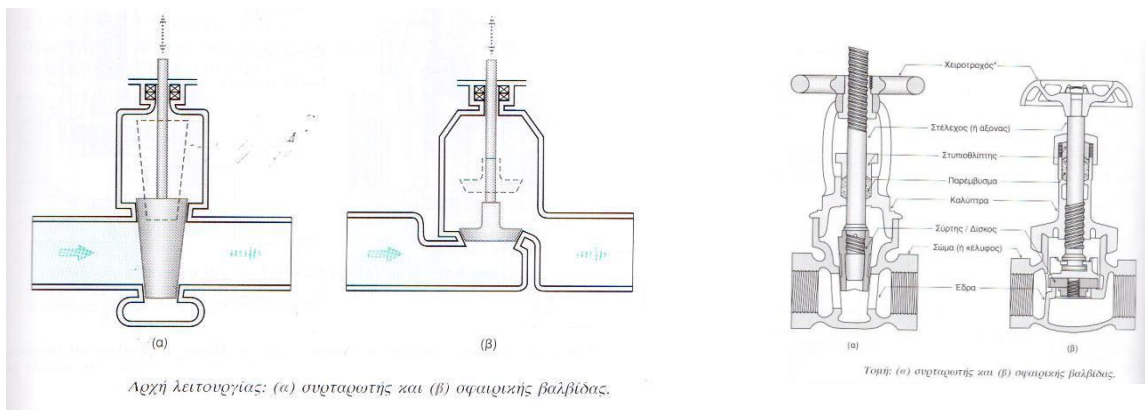 (α)
(β)
Αρχή λειτουργίας: (α) συρταρωτής και (β) σφαιρικής βαλβίδας.
Χειροτροχός*
Στέλεχος (ή άξονας)
Στυπιοθλίπτης
Παρέμβυσμα
Καλύπτρα
Σύρτης / Δίσκος
Σώμα (ή κέλυφος)
Έδρα
(α)
(β)
Τομή: (α) συρταρωτής και (β) σφαιρικής βαλβίδας.